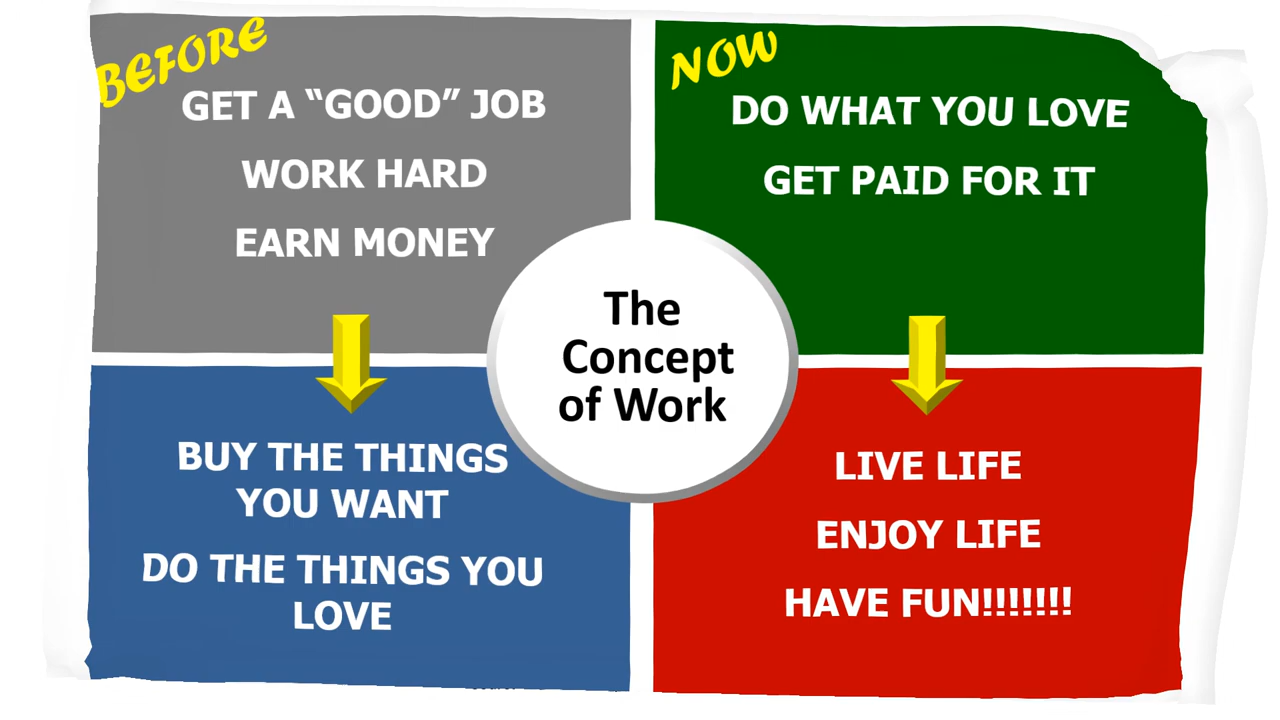 BEFORE
GET A “GOOD” JOB
WORK HARD
EARN MONEY
NOW
DO WHAT YOU LOVE
GET PAID FOR IT
The
Concept
of Work
BUY THE THINGS
YOU WANT
DO THE THINGS YOU
LOVE
LIVE LIFE
ENJOY LIFE
HAVE FUN!!!!!!!